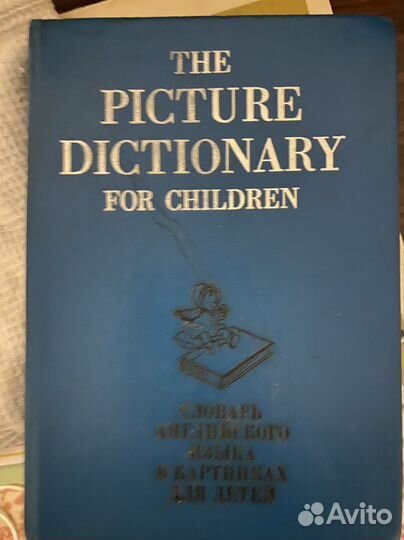 THE
PICTURE
DICTIONARY
FOR CHILDREN
СЛОВАРЬ
АНГЛИЙСКОГО
ЯЗЫКА
В КАРТИНКАХ
ДЛЯ ДЕТЕЙ
Avito